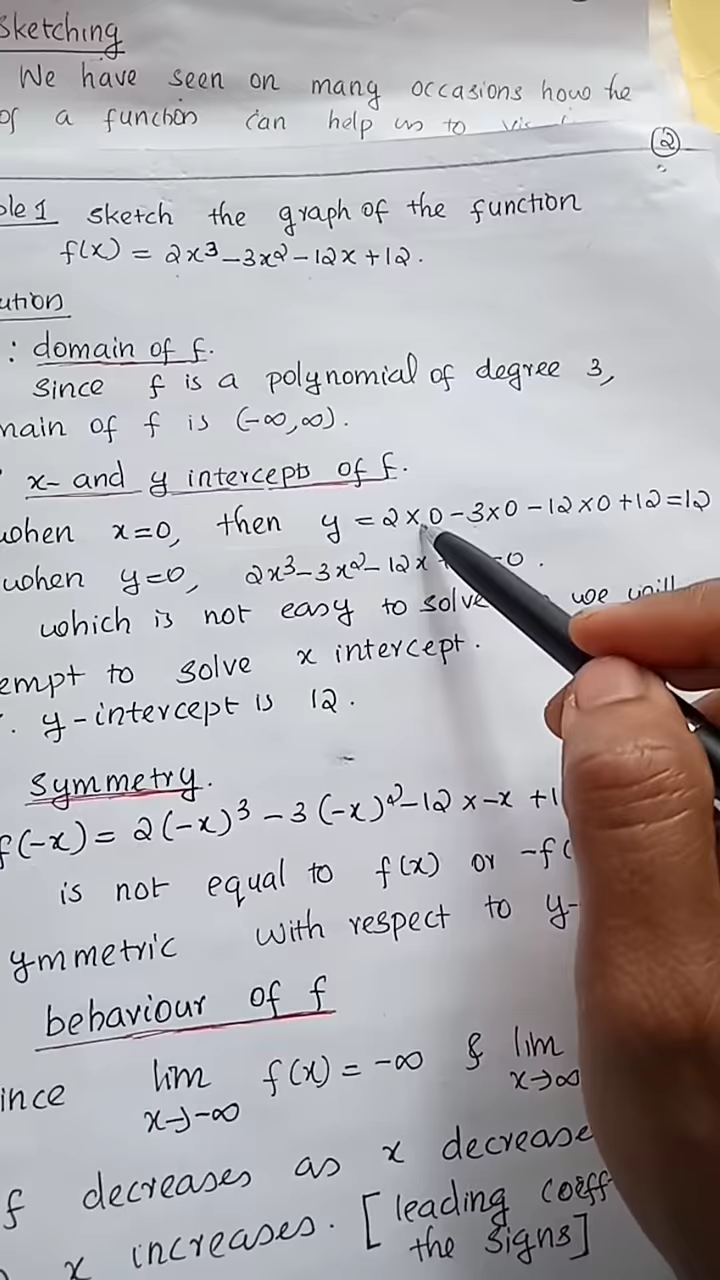 Sketching
We have seen on many occasions how the
of a function can help us to
②
ble 1 sketch the graph of the function
f(x) = 2x³-3x²-12x+12.
ution
: domain of f.
Since f is a polynomial of degree 3,
main of f is (-∞,∞).
x- and y intercepts of f.
when x=0, then y = 2×0-3×0-12×0+12=12
when y=0, 2x³-3x²-12x =0.
which is not easy to solve we will
empt to solve x intercept.
∴ y-intercept is 12.
Symmetry.
f(-x) = 2(-x)³-3(-x)²-12×-x +1
is not equal to f(x) or -f(
ymmetric with respect to y-
behaviour of f
ince lim x→-∞ f(x) = -∞ & lim x→∞
f decreases as x decrease
x increases. [leading coeff
the signs]